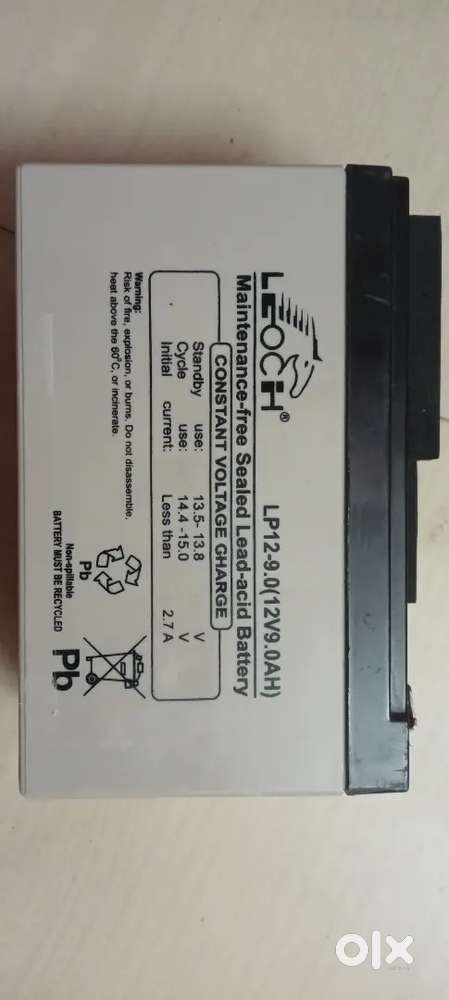 LEOCH®
LP12-9.0(12V9.0AH)
Maintenance-free Sealed Lead-acid Battery
CONSTANT VOLTAGE CHARGE
Standby use: 13.5-13.8 V
Cycle use: 14.4-15.0 V
Initial current: Less than 2.7 A
Warning:
Risk of fire, explosion, or burns. Do not disassemble,
heat above the 60°C, or incinerate.
Pb
Non-spillable
BATTERY MUST BE RECYCLED
Pb
olx